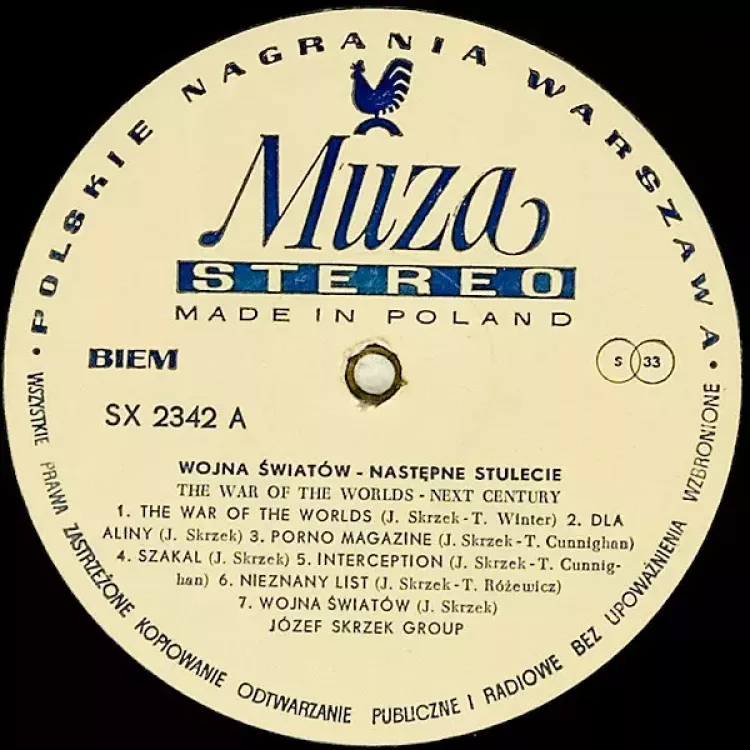 POLSKIE NAGRANIA WARSZAWA
Muza
STEREO
MADE IN POLAND
BIEM
S 33
SX 2342 A
WOJNA ŚWIATÓW - NASTĘPNE STULECIE
THE WAR OF THE WORLDS - NEXT CENTURY
1. THE WAR OF THE WORLDS (J. Skrzek - T. Winter) 2. DLA
ALINY (J. Skrzek) 3. PORNO MAGAZINE (J. Skrzek - T. Cunnighan)
4. SZAKAL (J. Skrzek) 5. INTERCEPTION (J. Skrzek - T. Cunnig-
han) 6. NIEZNANY LIST (J. Skrzek - T. Różewicz)
7. WOJNA ŚWIATÓW (J. Skrzek)
JÓZEF SKRZEK GROUP
• WSZYSTKIE PRAWA ZASTRZEŻONE KOPIOWANIE ODTWARZANIE PUBLICZNE I RADIOWE BEZ UPOWAŻNIENIA WZBRONIONE •